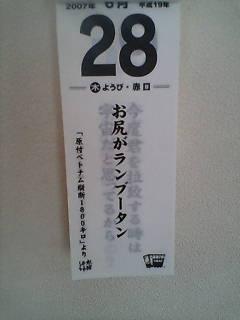 2007年 6月 平成19年
28
木ようび・赤口
お尻がランブータン
「原付ベトナム縦断1800キロ」より